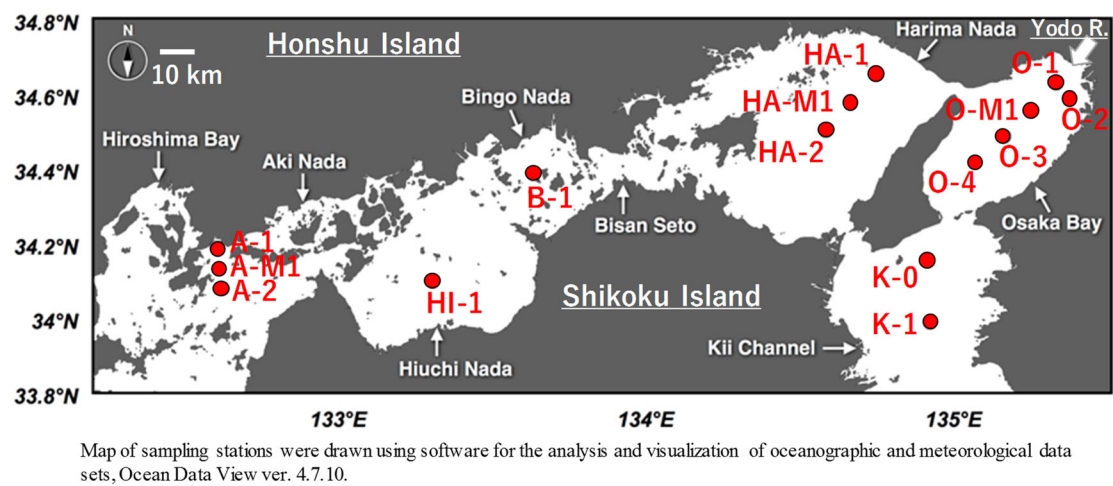 34.8°N
34.6°N
34.4°N
34.2°N
34°N
33.8°N
N
10 km
Honshu Island
Yodo R.
Harima Nada
HA-1
O-1
HA-M1
O-M1
O-2
Bingo Nada
HA-2
O-3
Hiroshima Bay
Aki Nada
O-4
B-1
Bisan Seto
Osaka Bay
A-1
A-M1
A-2
K-0
HI-1
Shikoku Island
K-1
Kii Channel
Hiuchi Nada
133°E
134°E
135°E
Map of sampling stations were drawn using software for the analysis and visualization of oceanographic and meteorological data
sets, Ocean Data View ver. 4.7.10.